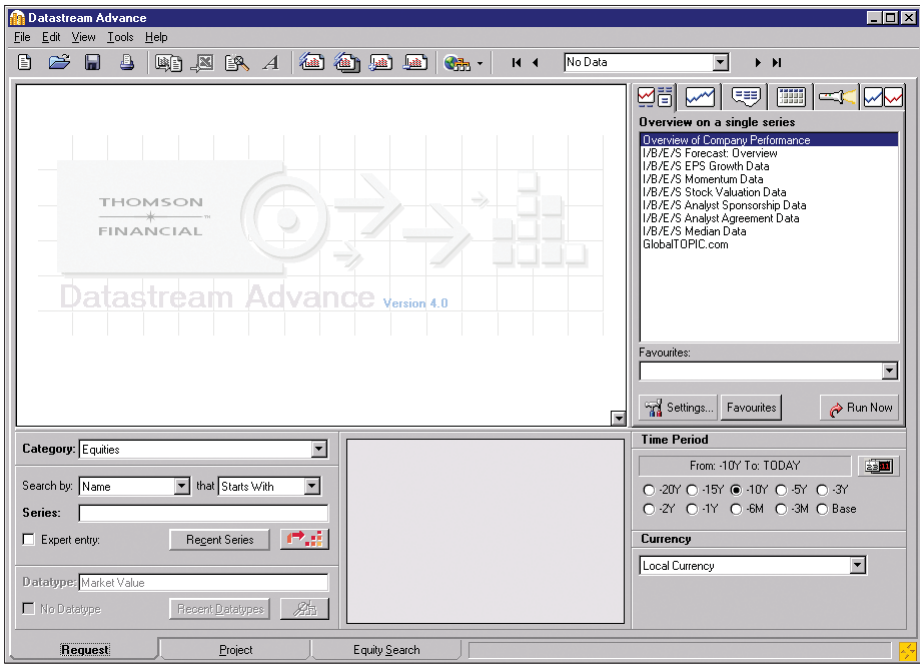 Datastream Advance
File Edit View Tools Help
No Data
THOMSON
FINANCIAL
Datastream Advance Version 4.0
Overview on a single series
Overview of Company Performance
I/B/E/S Forecast: Overview
I/B/E/S EPS Growth Data
I/B/E/S Momentum Data
I/B/E/S Stock Valuation Data
I/B/E/S Analyst Sponsorship Data
I/B/E/S Analyst Agreement Data
I/B/E/S Median Data
GlobalTOPIC.com
Favourites:
Settings... Favourites Run Now
Category: Equities
Search by: Name that Starts With
Series:
Expert entry: Recent Series
Datatype: Market Value
No Datatype Recent Datatypes
Time Period
From: -10Y To: TODAY
-20Y -15Y -10Y -5Y -3Y
-2Y -1Y -6M -3M Base
Currency
Local Currency
Request Project Equity Search